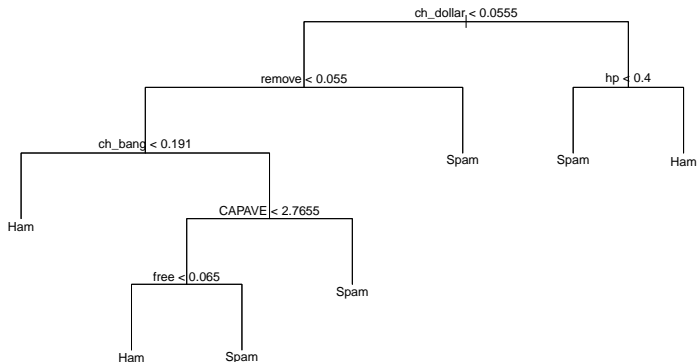 ch_dollar < 0.0555
remove < 0.055
hp < 0.4
ch_bang < 0.191
Spam
Spam
Ham
Ham
CAPAVE < 2.7655
free < 0.065
Spam
Ham
Spam